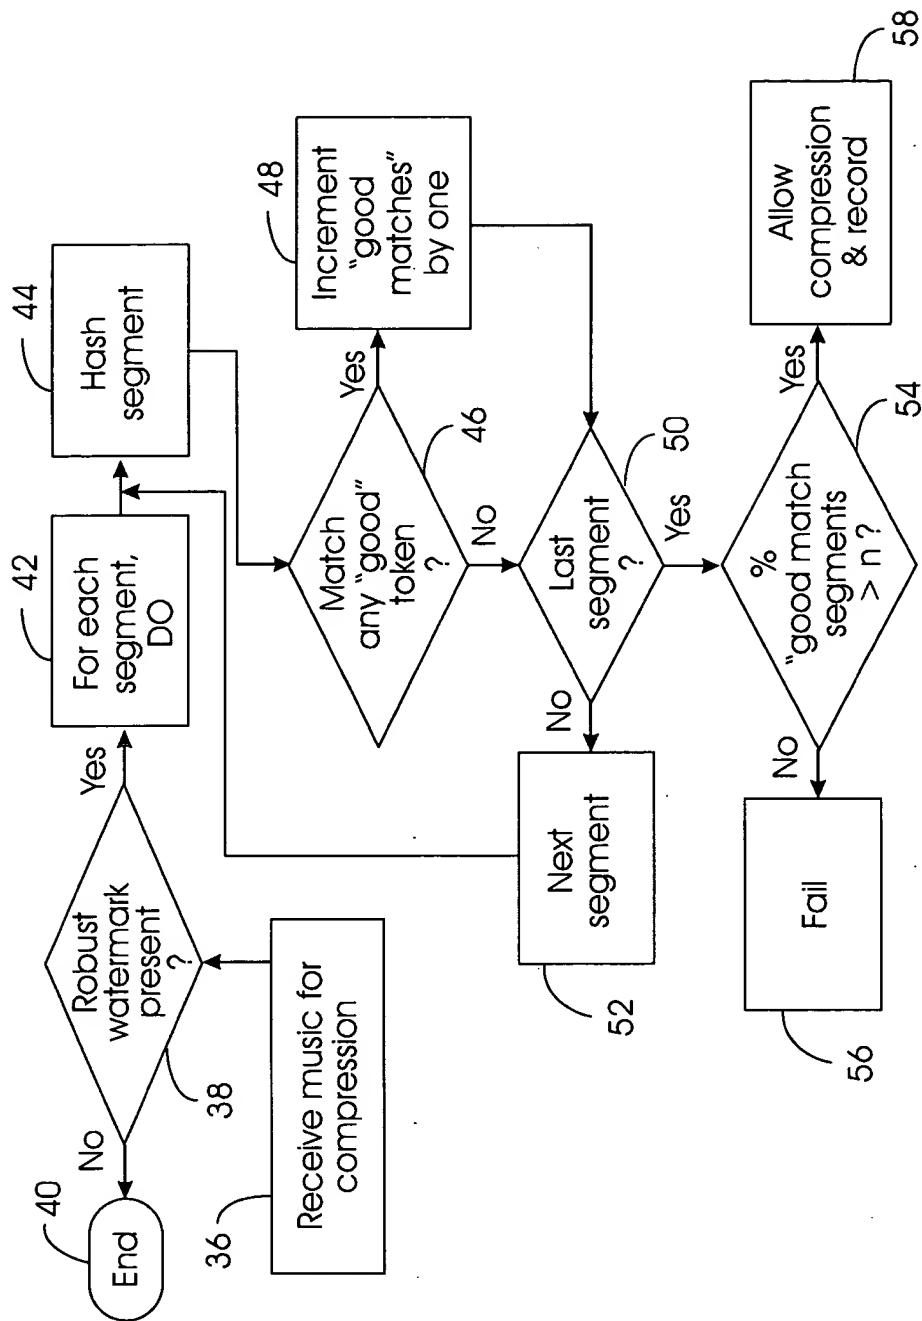 36
Receive music for
compression
38
Robust
watermark
present
?
No
40
End
Yes
42
For each
segment,
DO
44
Hash
segment
46
Match
any "good"
token
?
Yes
48
Increment
"good
matches"
by one
No
50
Last
segment
?
No
52
Next
segment
Yes
54
%
"good match
segments
> n ?
No
56
Fail
Yes
58
Allow
compression
& record